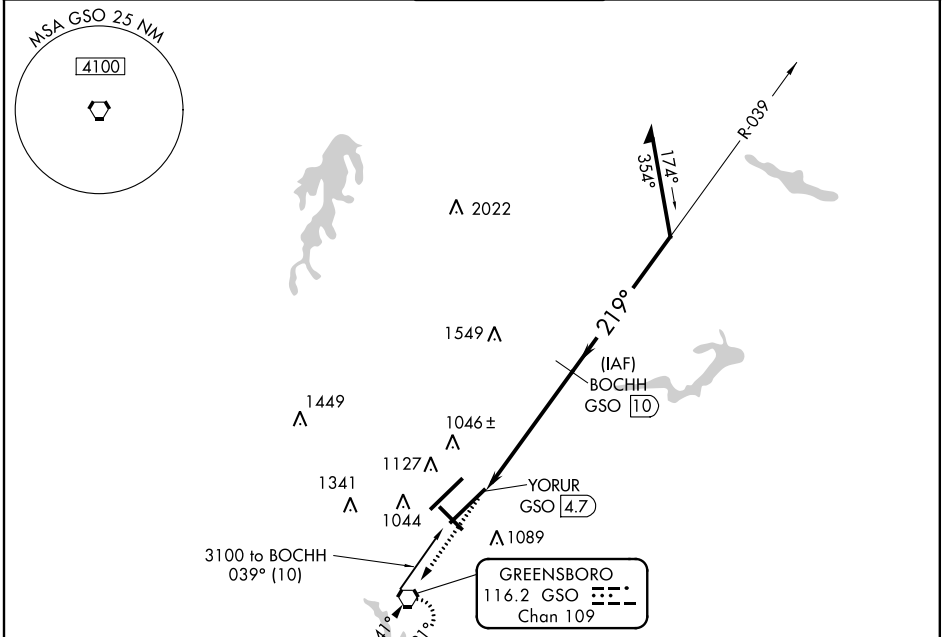 MSA GSO 25 NM
4100
R-039
174°
354°
2022
219°
1549
(IAF)
BOCHH
GSO 10
1449
1046±
1127
1341
YORUR
GSO 4.7
1044
1089
3100 to BOCHH
039° (10)
GREENSBORO
116.2 GSO
Chan 109